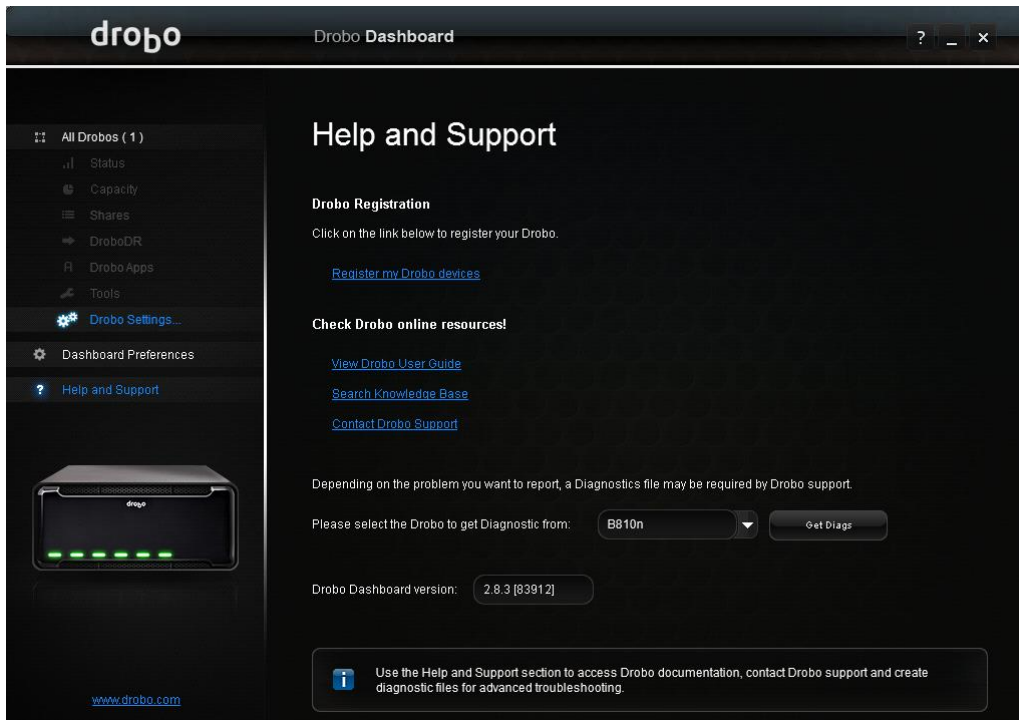 drobo
Drobo Dashboard
? _ x
All Drobos ( 1 )
Status
Capacity
Shares
DroboDR
Drobo Apps
Tools
Drobo Settings...
Dashboard Preferences
? Help and Support
drobo
www.drobo.com
Help and Support
Drobo Registration
Click on the link below to register your Drobo.
Register my Drobo devices
Check Drobo online resources!
View Drobo User Guide
Search Knowledge Base
Contact Drobo Support
Depending on the problem you want to report, a Diagnostics file may be required by Drobo support.
Please select the Drobo to get Diagnostic from: B810n Get Diags
Drobo Dashboard version: 2.8.3 [83912]
i Use the Help and Support section to access Drobo documentation, contact Drobo support and create
diagnostic files for advanced troubleshooting.